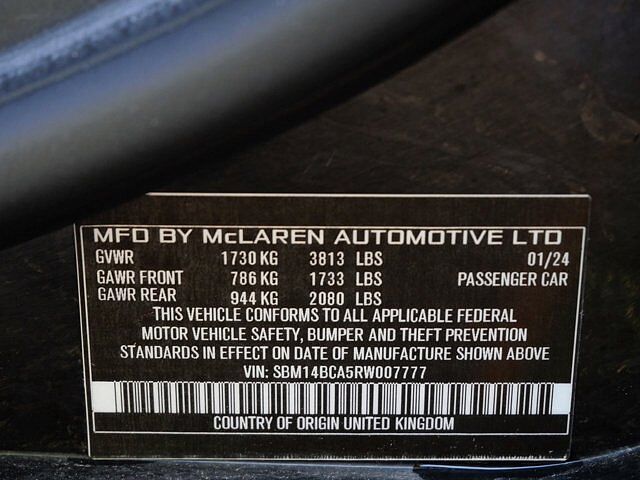 MFD BY McLAREN AUTOMOTIVE LTD
GVWR 1730 KG 3813 LBS 01/24
GAWR FRONT 786 KG 1733 LBS PASSENGER CAR
GAWR REAR 944 KG 2080 LBS
THIS VEHICLE CONFORMS TO ALL APPLICABLE FEDERAL
MOTOR VEHICLE SAFETY, BUMPER AND THEFT PREVENTION
STANDARDS IN EFFECT ON DATE OF MANUFACTURE SHOWN ABOVE
VIN: SBM14BCA5RW007777
COUNTRY OF ORIGIN UNITED KINGDOM